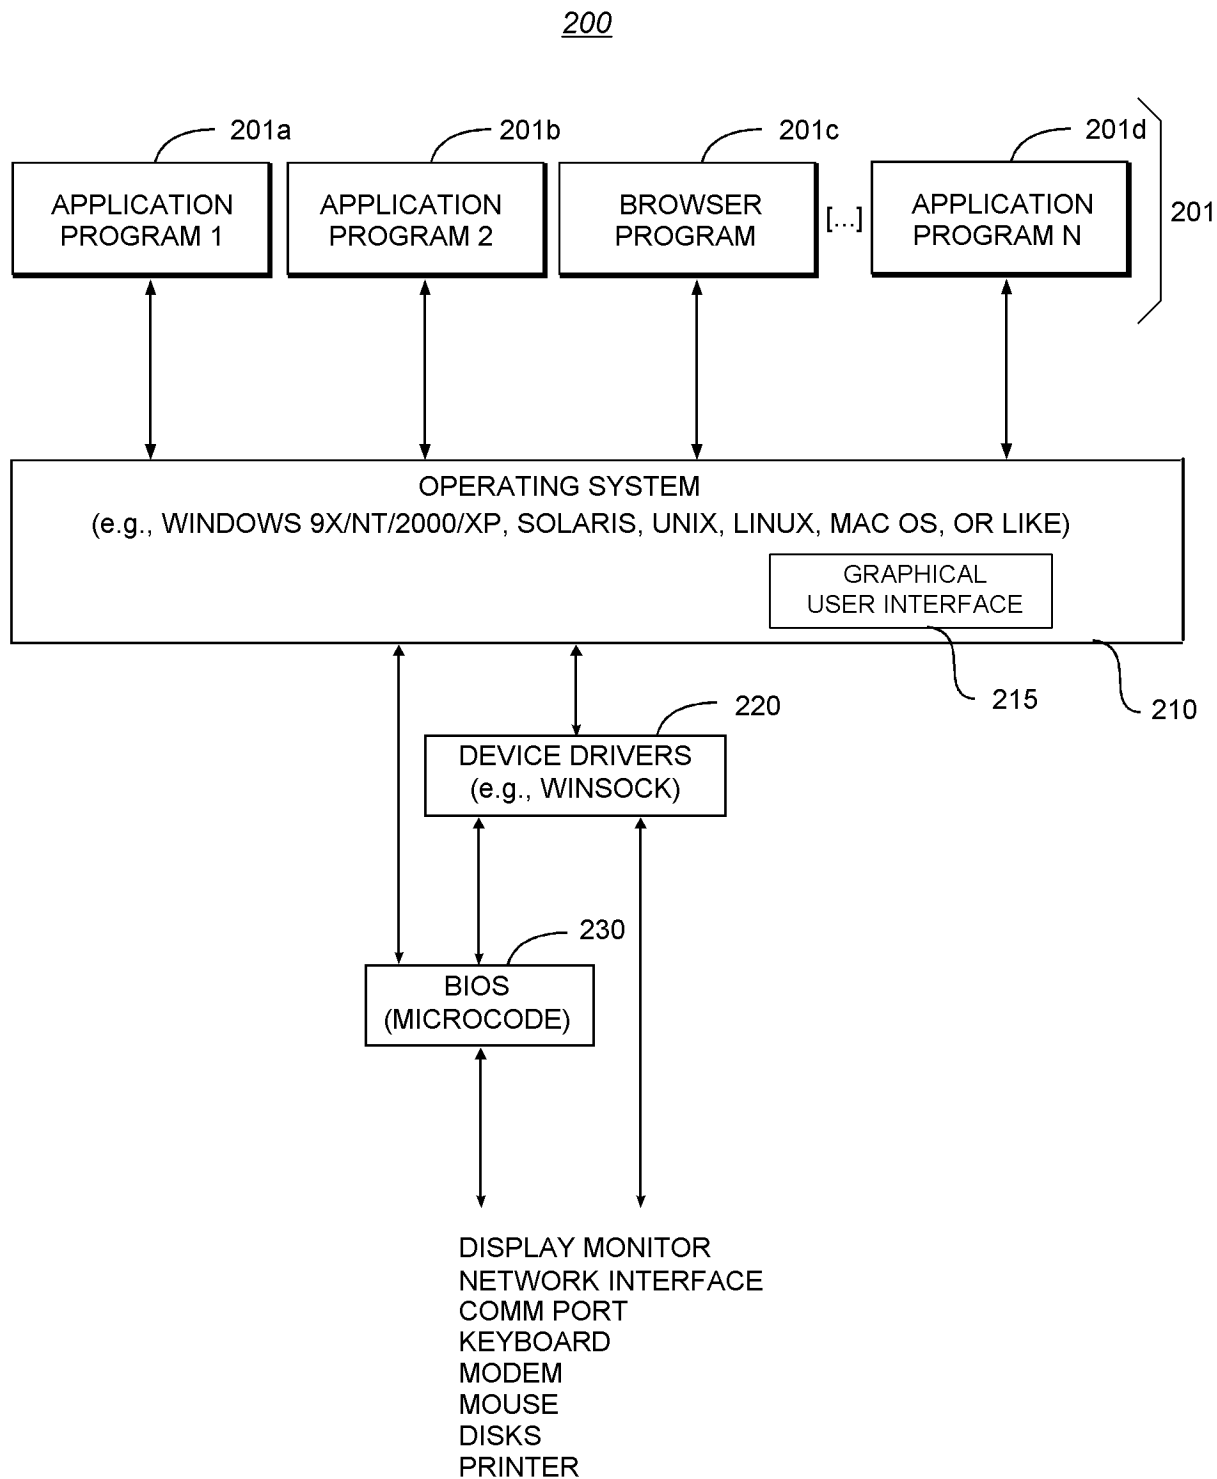 200
201a
201b
201c
201d
APPLICATION
PROGRAM 1
APPLICATION
PROGRAM 2
BROWSER
PROGRAM
[...]
APPLICATION
PROGRAM N
201
OPERATING SYSTEM
(e.g., WINDOWS 9X/NT/2000/XP, SOLARIS, UNIX, LINUX, MAC OS, OR LIKE)
GRAPHICAL
USER INTERFACE
215
210
220
DEVICE DRIVERS
(e.g., WINSOCK)
230
BIOS
(MICROCODE)
DISPLAY MONITOR
NETWORK INTERFACE
COMM PORT
KEYBOARD
MODEM
MOUSE
DISKS
PRINTER